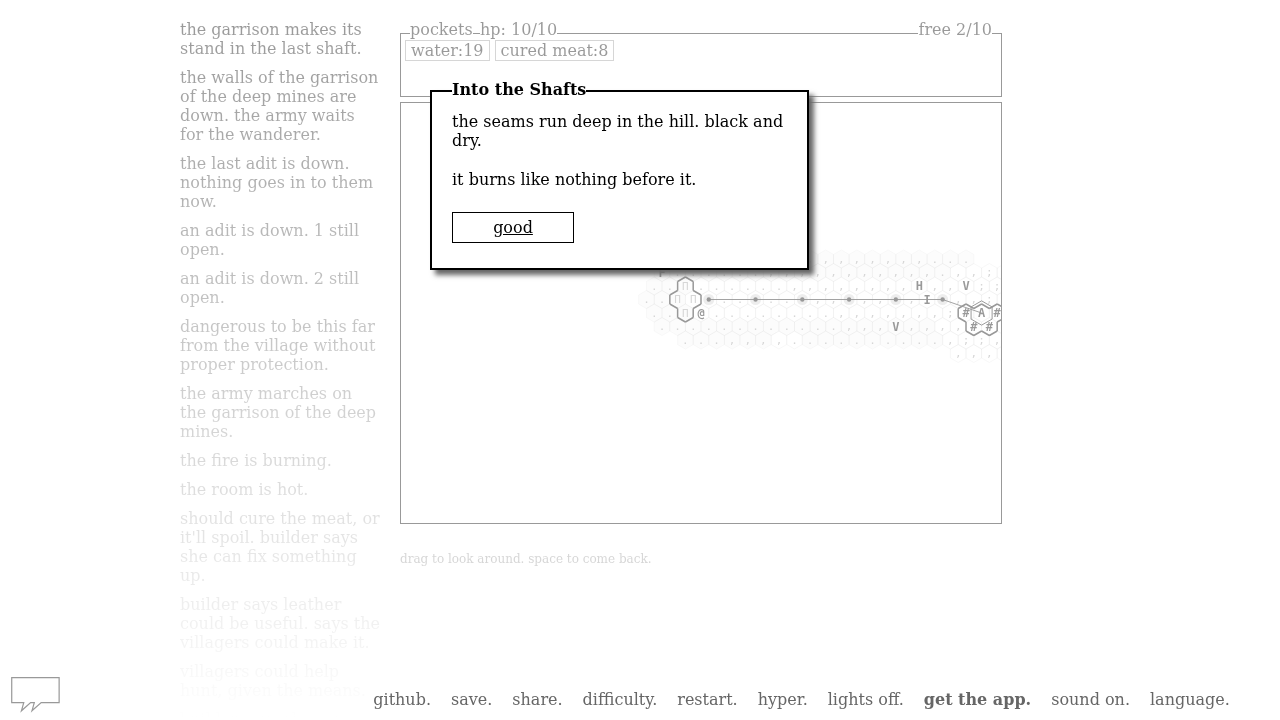 the garrison makes its
stand in the last shaft.
the walls of the garrison
of the deep mines are
down. the army waits
for the wanderer.
the last adit is down.
nothing goes in to them
now.
an adit is down. 1 still
open.
an adit is down. 2 still
open.
dangerous to be this far
from the village without
proper protection.
the army marches on
the garrison of the deep
mines.
the fire is burning.
the room is hot.
should cure the meat, or
it'll spoil. builder says
she can fix something
up.
builder says leather
could be useful. says the
villagers could make it.
villagers could help
hunt, given the means.
pockets hp: 10/10
free 2/10
water:19 cured meat:8
Into the Shafts
the seams run deep in the hill. black and
dry.
it burns like nothing before it.
good
H V
I
@ # A #
V # #
drag to look around. space to come back.
github. save. share. difficulty. restart. hyper. lights off. get the app. sound on. language.